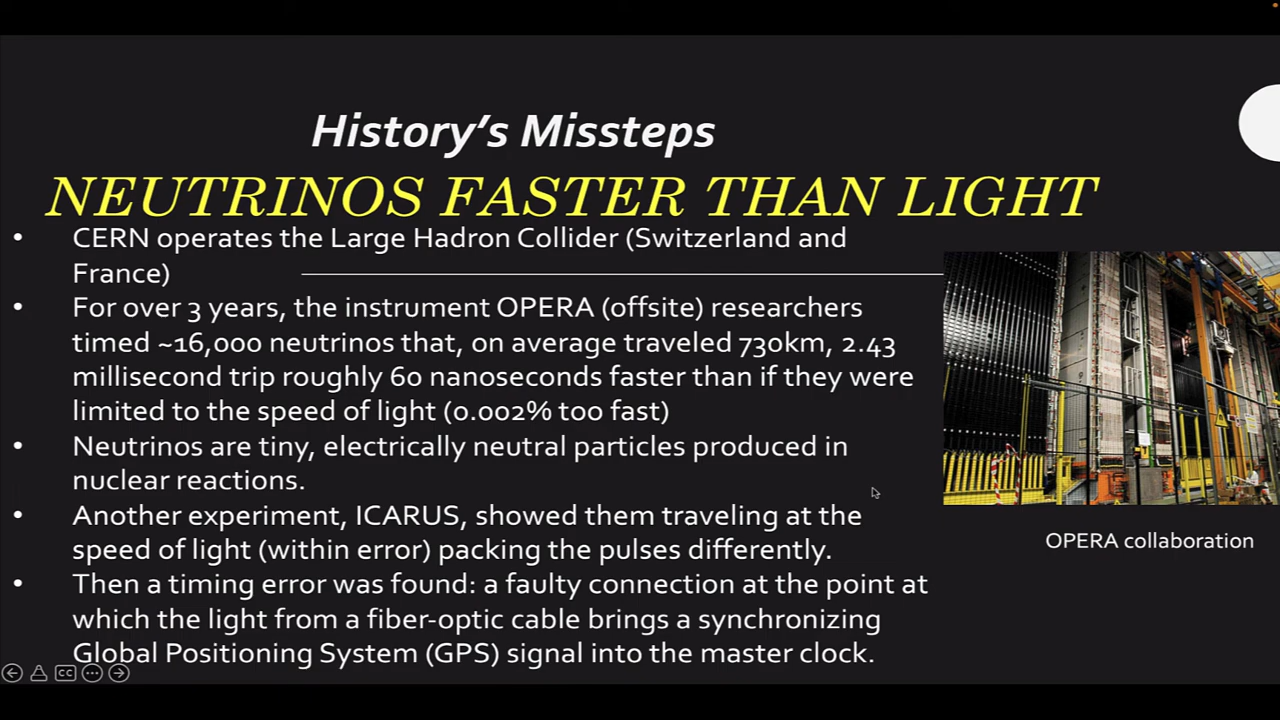 History's Missteps
NEUTRINOS FASTER THAN LIGHT
• CERN operates the Large Hadron Collider (Switzerland and
France)
• For over 3 years, the instrument OPERA (offsite) researchers
timed ~16,000 neutrinos that, on average traveled 730km, 2.43
millisecond trip roughly 60 nanoseconds faster than if they were
limited to the speed of light (0.002% too fast)
• Neutrinos are tiny, electrically neutral particles produced in
nuclear reactions.
• Another experiment, ICARUS, showed them traveling at the
speed of light (within error) packing the pulses differently.
• Then a timing error was found: a faulty connection at the point at
which the light from a fiber-optic cable brings a synchronizing
Global Positioning System (GPS) signal into the master clock.
OPERA collaboration
CC